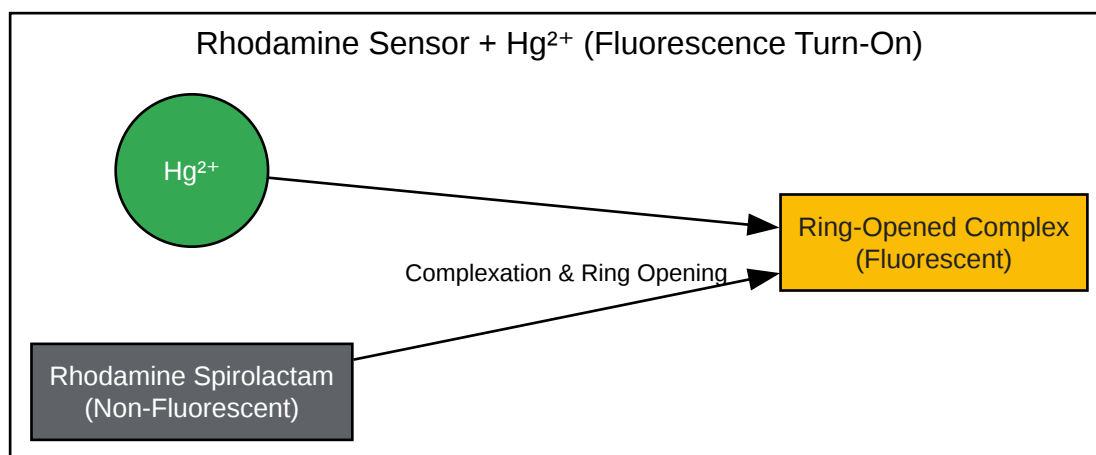 Rhodamine Sensor + Hg²⁺ (Fluorescence Turn-On)
Hg²⁺
Ring-Opened Complex
(Fluorescent)
Complexation & Ring Opening
Rhodamine Spirolactam
(Non-Fluorescent)